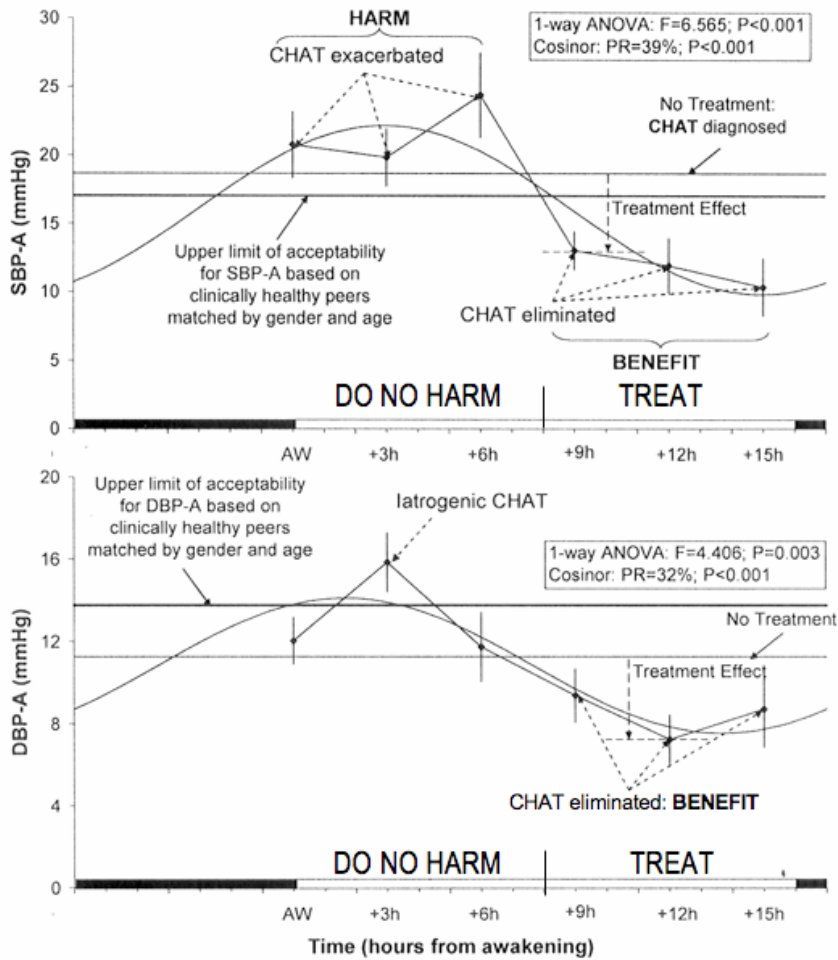 30
25
20
15
10
5
0
SBP-A (mmHg)
HARM
CHAT exacerbated
1-way ANOVA: F=6.565; P<0.001
Cosinor: PR=39%; P<0.001
No Treatment:
CHAT diagnosed
Treatment Effect
Upper limit of acceptability
for SBP-A based on
clinically healthy peers
matched by gender and age
CHAT eliminated
BENEFIT
DO NO HARM
TREAT
AW +3h +6h +9h +12h +15h
20
16
12
8
4
0
DBP-A (mmHg)
Upper limit of acceptability
for DBP-A based on
clinically healthy peers
matched by gender and age
Iatrogenic CHAT
1-way ANOVA: F=4.406; P=0.003
Cosinor: PR=32%; P<0.001
No Treatment
Treatment Effect
CHAT eliminated: BENEFIT
DO NO HARM
TREAT
AW +3h +6h +9h +12h +15h
Time (hours from awakening)